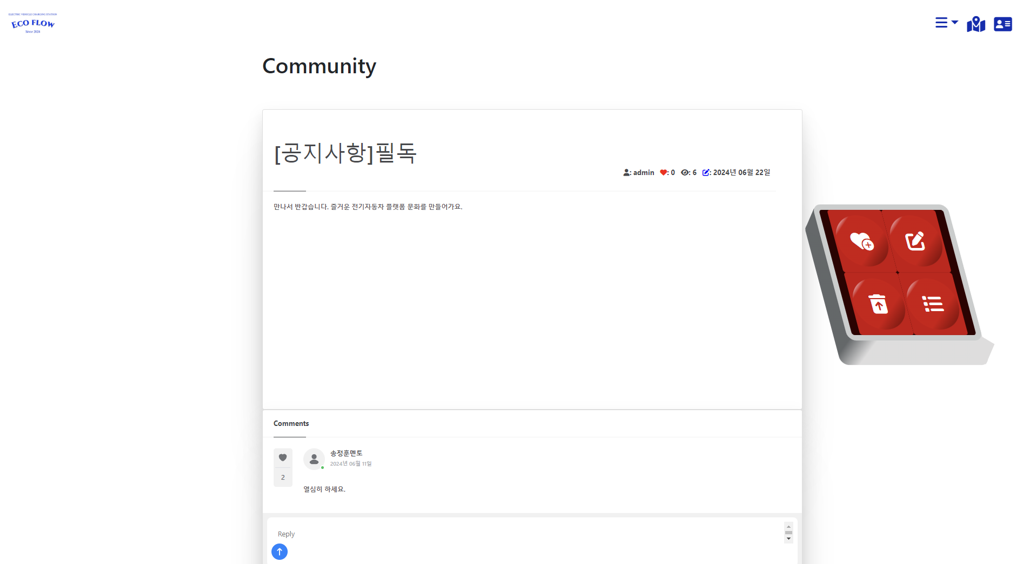 ECO FLOW
Since 2024
Community
[공지사항]필독
: admin : 0 : 6 : 2024년 06월 22일
만나서 반갑습니다. 즐거운 전기자동자 플랫폼 문화를 만들어가요.
Comments
송정훈멘토
2024년 06월 11일
2
열심히 하세요.
Reply